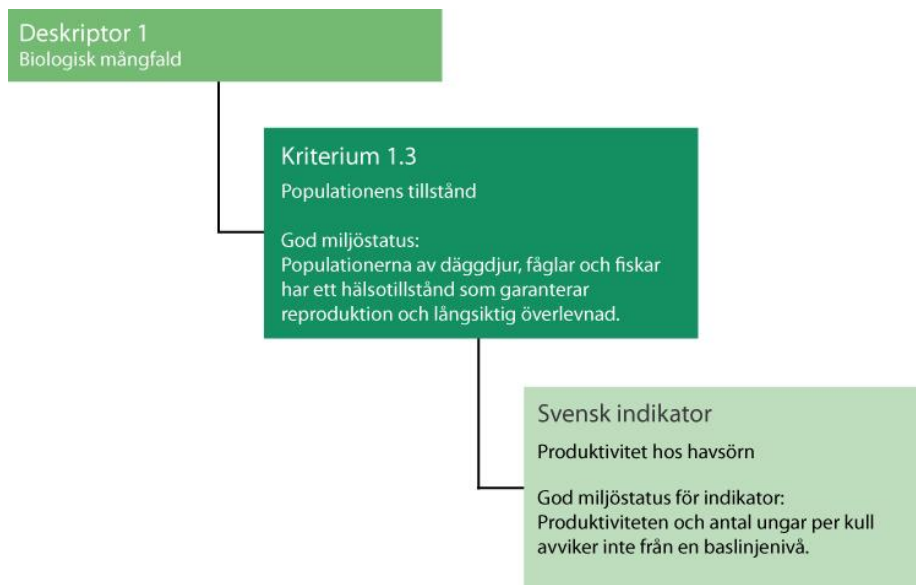 Deskriptor 1
Biologisk mångfald
Kriterium 1.3
Populationens tillstånd
God miljöstatus:
Populationerna av däggdjur, fåglar och fiskar
har ett hälsotillstånd som garanterar
reproduktion och långsiktig överlevnad.
Svensk indikator
Produktivitet hos havsörn
God miljöstatus för indikator:
Produktiviteten och antal ungar per kull
avviker inte från en baslinjenivå.